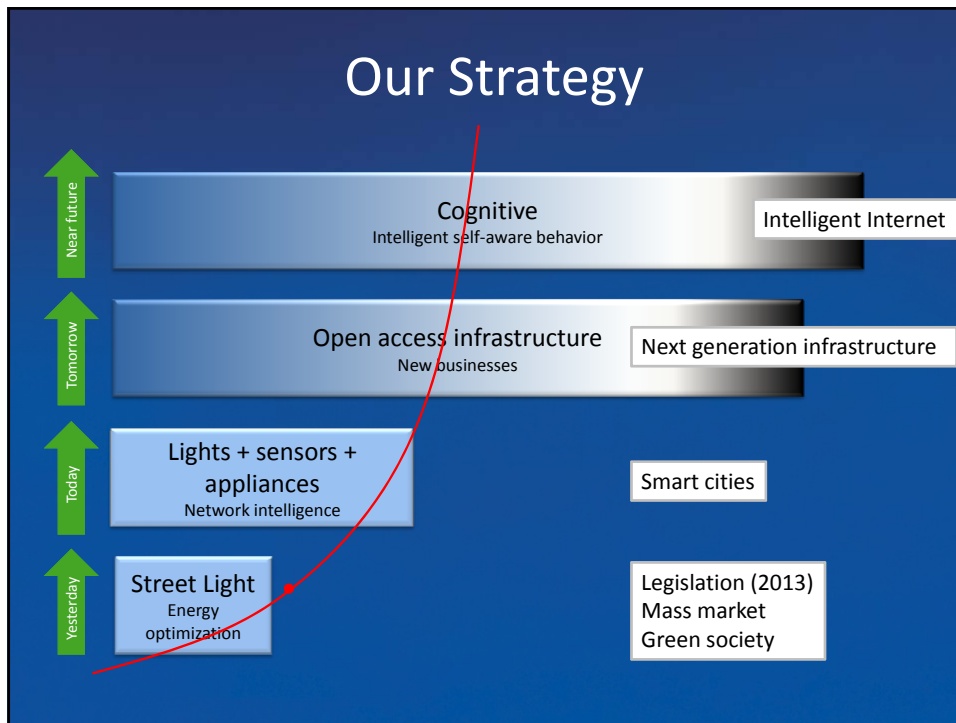 Our Strategy
Near future
Cognitive
Intelligent self-aware behavior
Intelligent Internet
Tomorrow
Open access infrastructure
New businesses
Next generation infrastructure
Today
Lights + sensors +
appliances
Network intelligence
Smart cities
Yesterday
Street Light
Energy
optimization
Legislation (2013)
Mass market
Green society